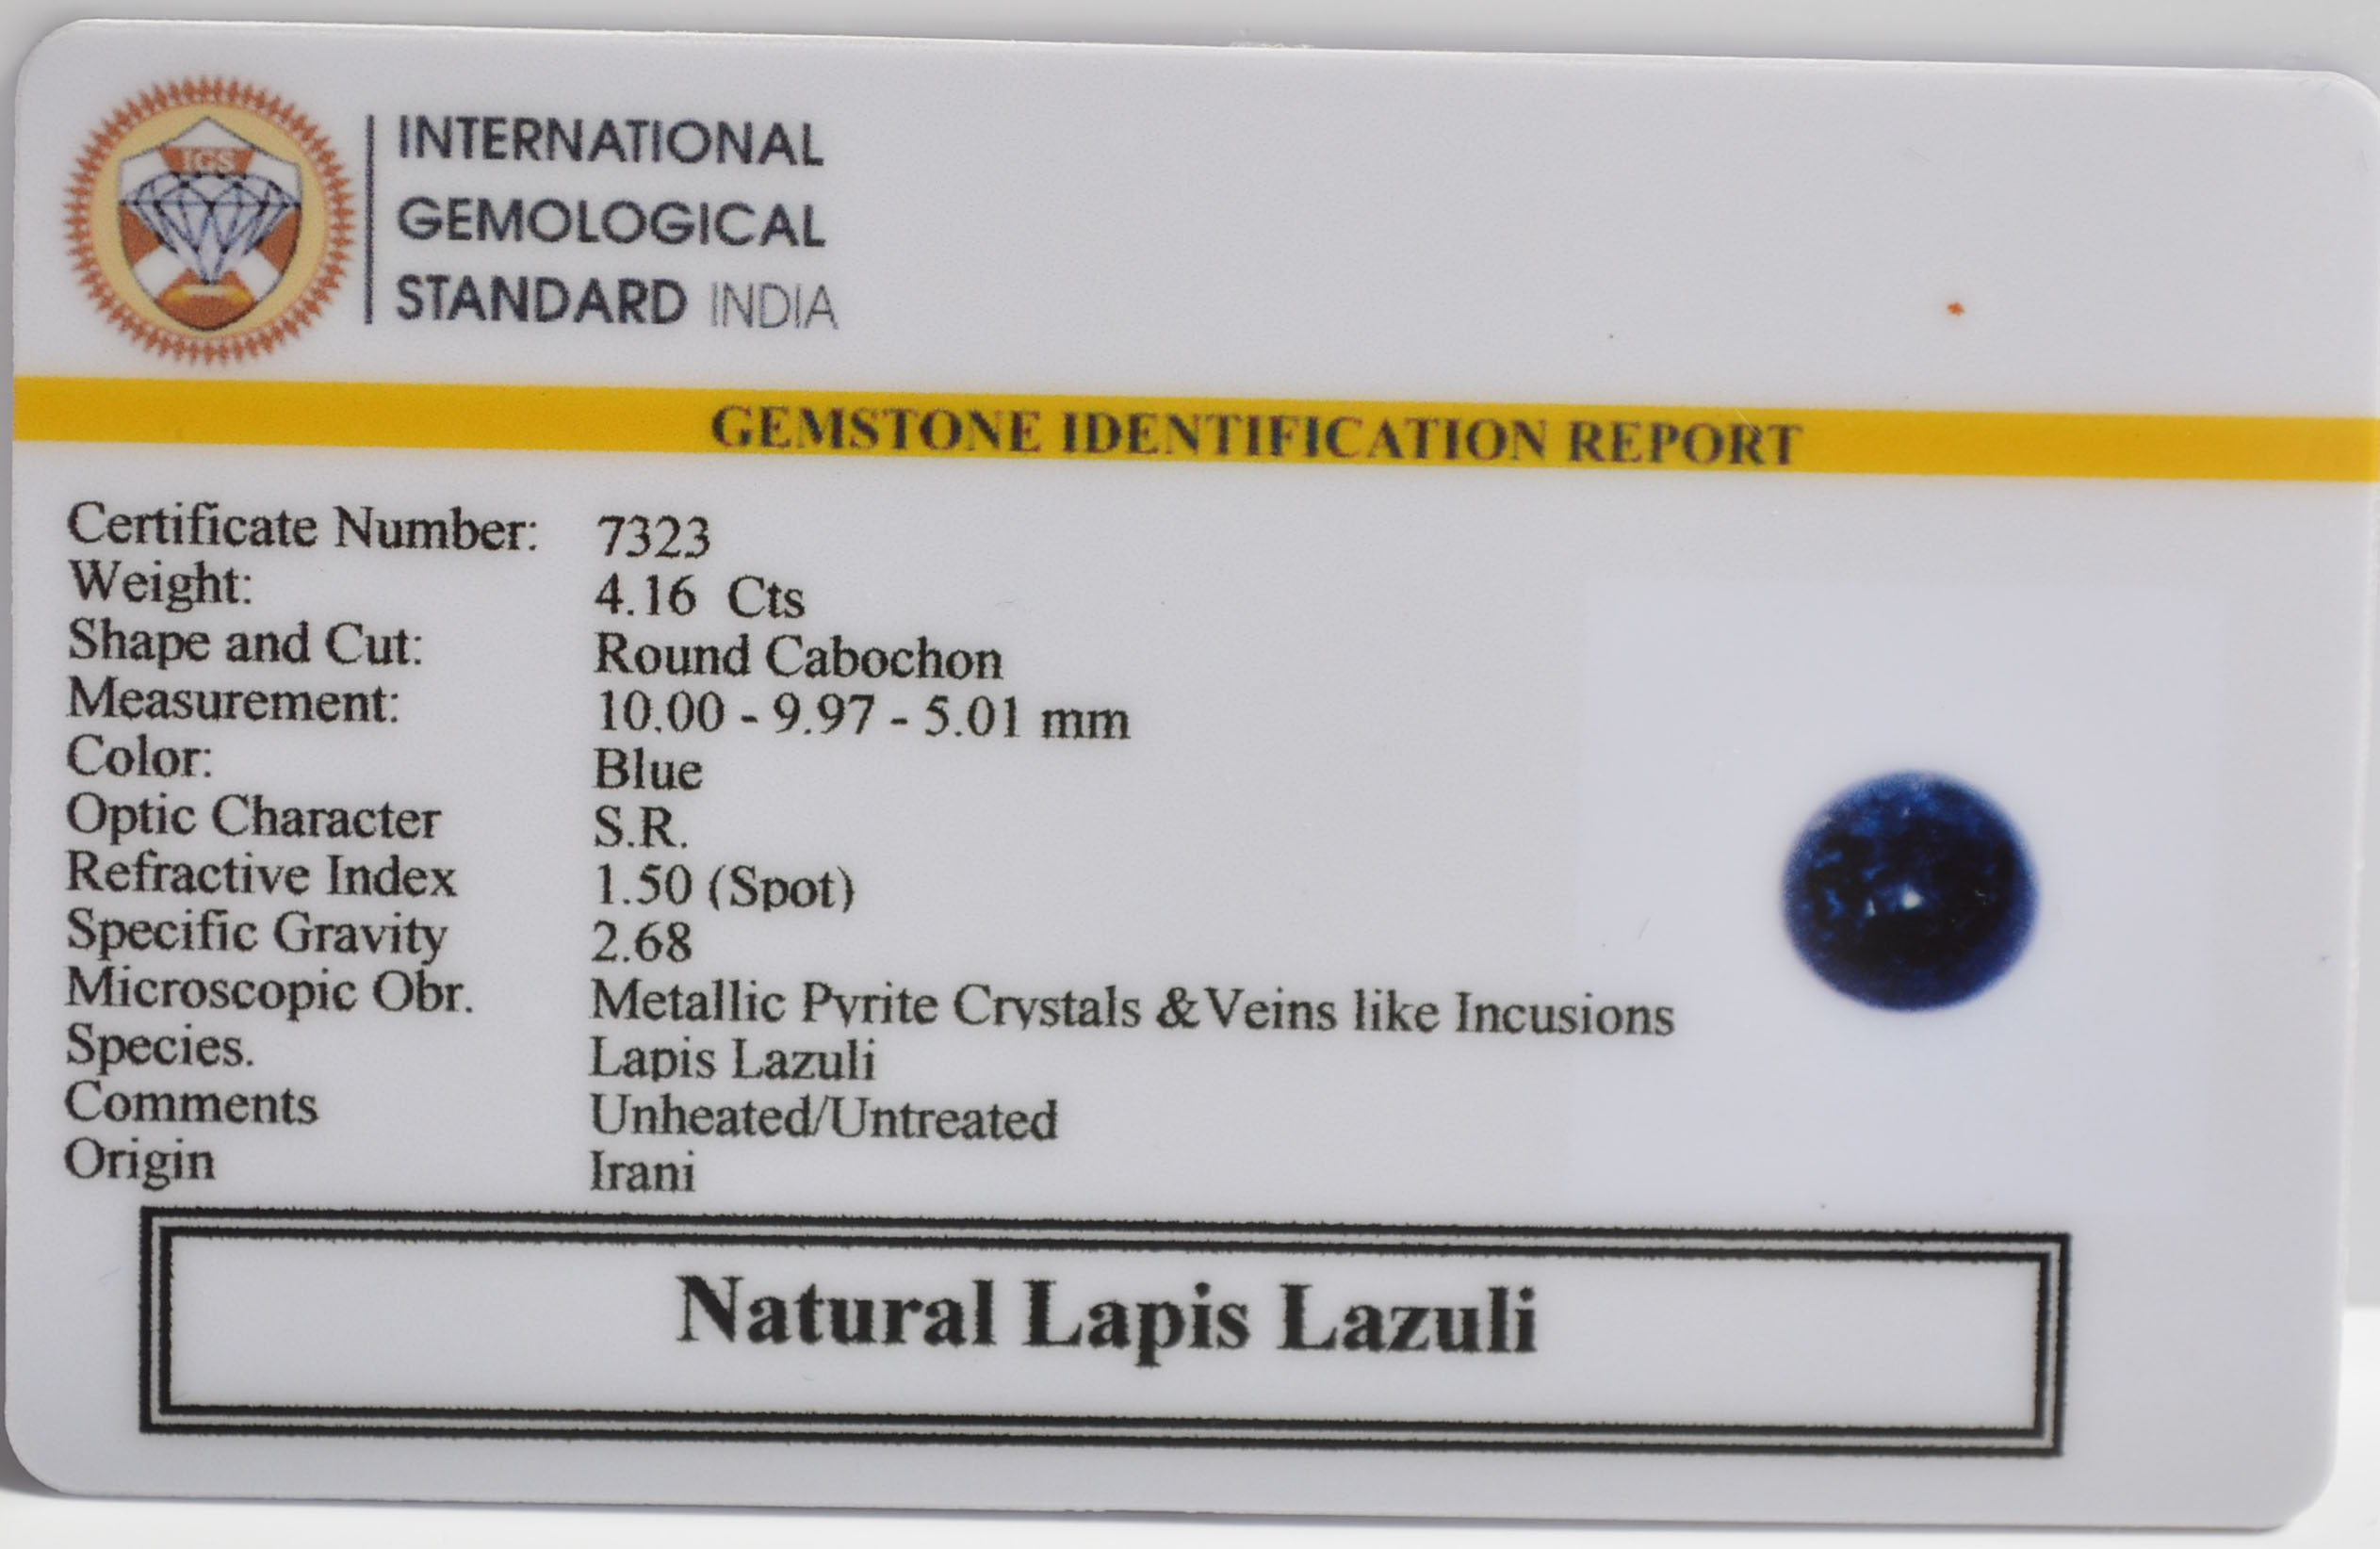 IGS
INTERNATIONAL
GEMOLOGICAL
STANDARD INDIA
GEMSTONE IDENTIFICATION REPORT
Certificate Number: 7323
Weight: 4.16 Cts
Shape and Cut: Round Cabochon
Measurement: 10.00 - 9.97 - 5.01 mm
Color: Blue
Optic Character S.R.
Refractive Index 1.50 (Spot)
Specific Gravity 2.68
Microscopic Obr. Metallic Pyrite Crystals &Veins like Incusions
Species. Lapis Lazuli
Comments Unheated/Untreated
Origin Irani
Natural Lapis Lazuli